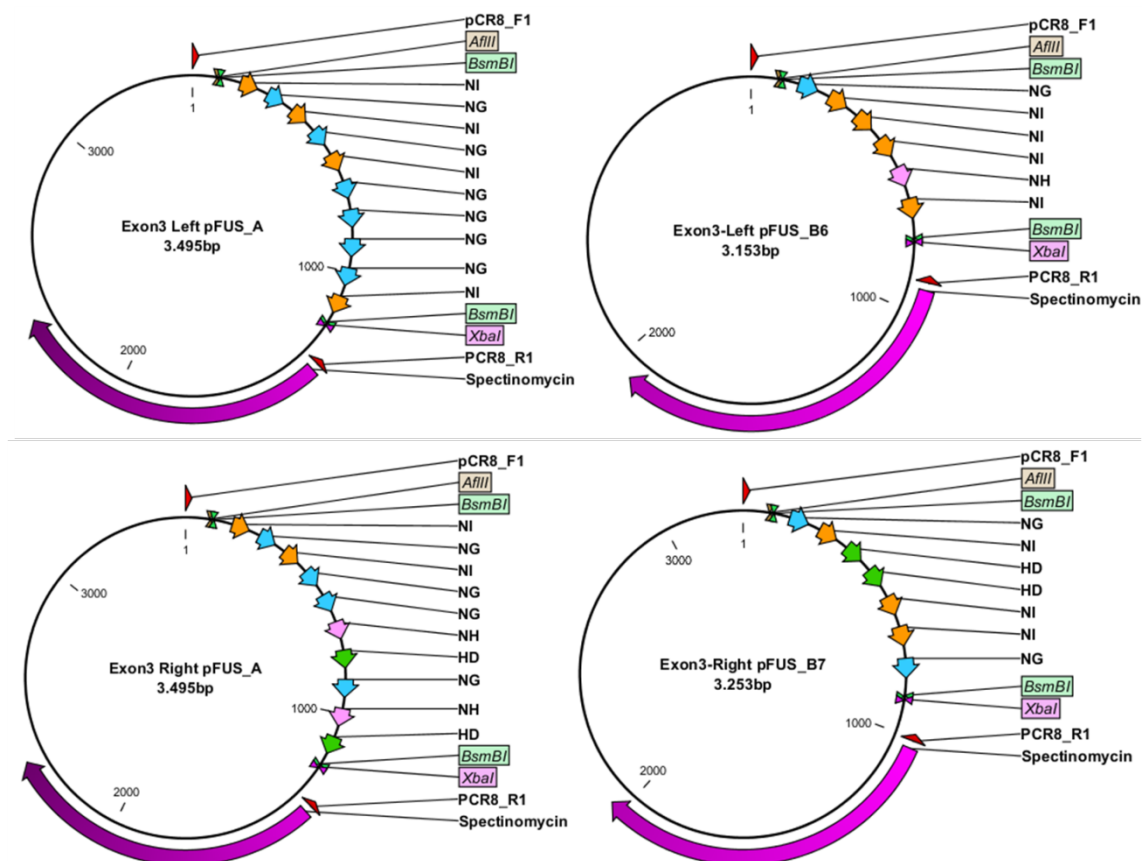 pCR8_F1
AflII
BsmBI
NI
NG
NI
NG
NI
NG
NG
NG
NG
NI
BsmBI
XbaI
PCR8_R1
Spectinomycin
1
1000
2000
3000
Exon3 Left pFUS_A
3.495bp
pCR8_F1
AflII
BsmBI
NG
NI
NI
NI
NH
NI
BsmBI
XbaI
PCR8_R1
Spectinomycin
1
1000
2000
Exon3-Left pFUS_B6
3.153bp
pCR8_F1
AflII
BsmBI
NI
NG
NI
NG
NG
NH
HD
NG
NH
HD
BsmBI
XbaI
PCR8_R1
Spectinomycin
1
1000
2000
3000
Exon3 Right pFUS_A
3.495bp
pCR8_F1
AflII
BsmBI
NG
NI
HD
HD
NI
NI
NG
BsmBI
XbaI
PCR8_R1
Spectinomycin
1
1000
2000
3000
Exon3-Right pFUS_B7
3.253bp